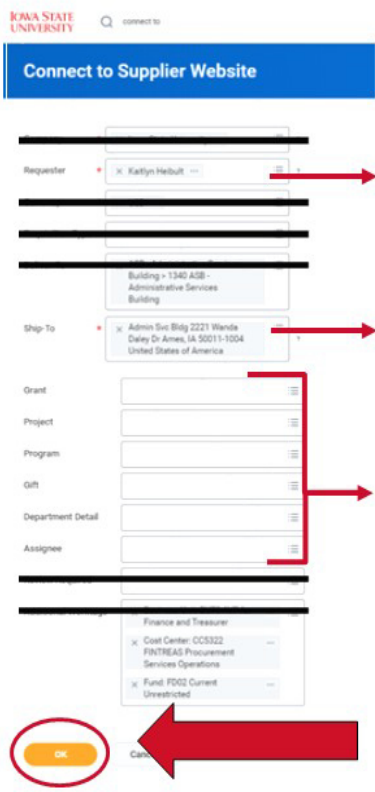 IOWA STATE
UNIVERSITY
connect to
Connect to Supplier Website
Requester * × Kaitlyn Heibult ...
Building > 1340 ASB -
Administrative Services
Building
Ship-To * × Admin Svc Bldg 2221 Wanda
Daley Dr Ames, IA 50011-1004
United States of America
Grant
Project
Program
Gift
Department Detail
Assignee
Finance and Treasurer
× Cost Center: CC5322 ...
FINTREAS Procurement
Services Operations
× Fund: FD02 Current ...
Unrestricted
OK